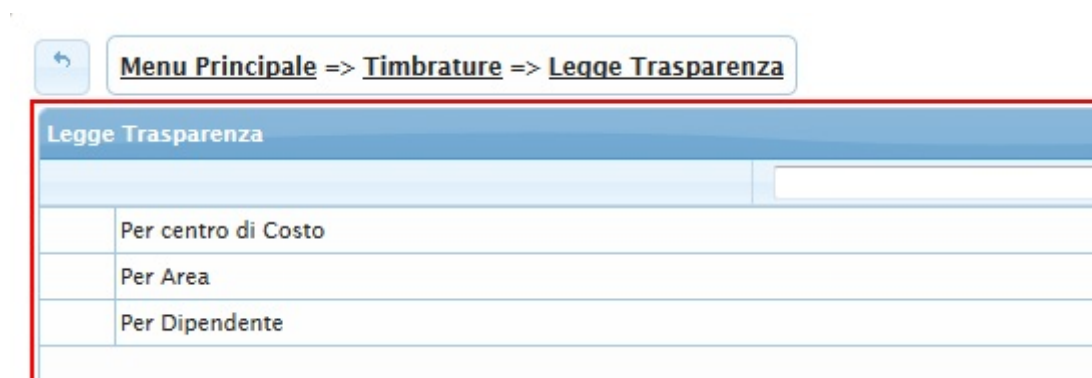 Menu Principale => Timbrature => Legge Trasparenza
Legge Trasparenza
Per centro di Costo
Per Area
Per Dipendente